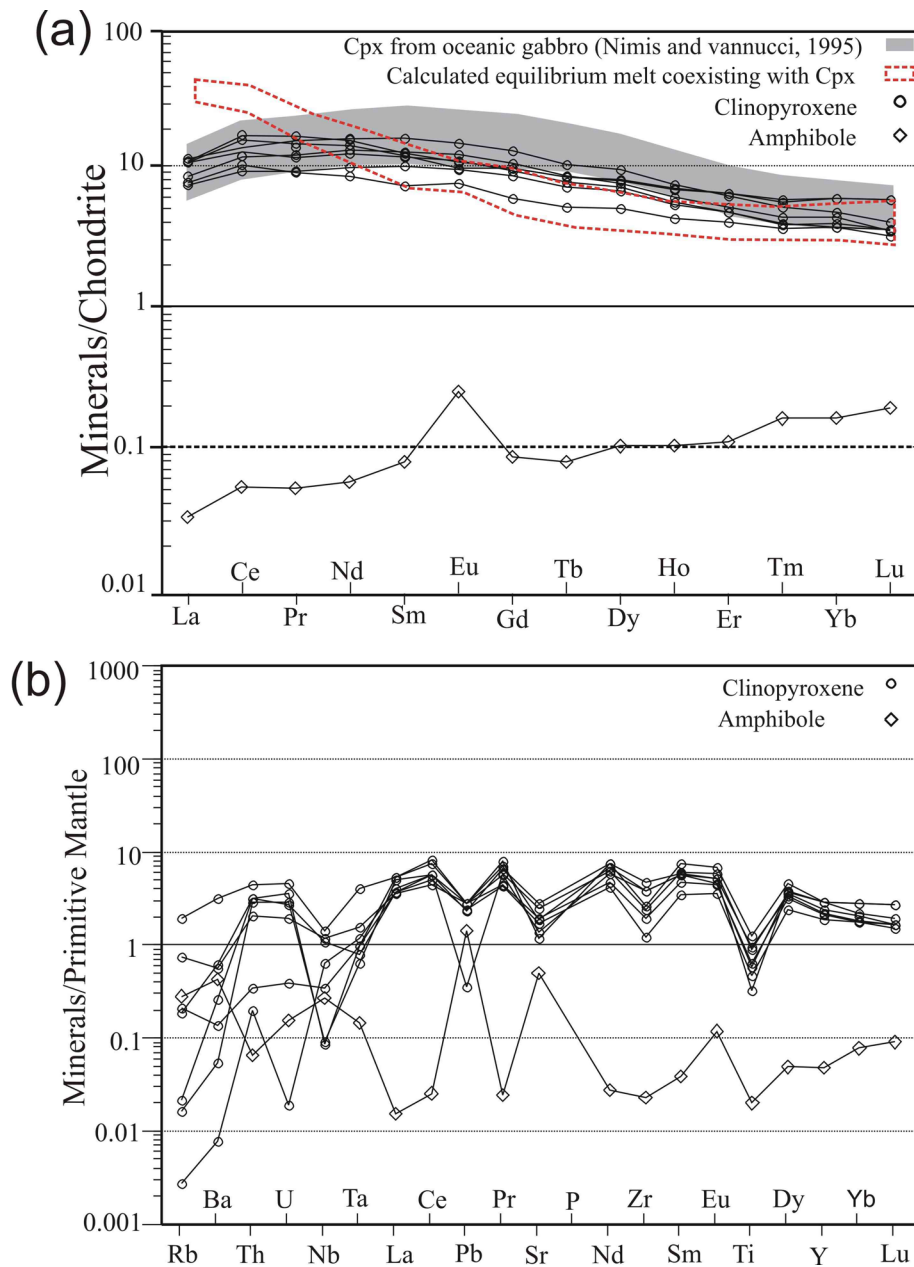 (a)
100
Cpx from oceanic gabbro (Nimis and vannucci, 1995)
Calculated equilibrium melt coexisting with Cpx
Clinopyroxene
Amphibole
10
1
0.1
0.01
Minerals/Chondrite
Ce Nd Eu Tb Ho Tm Lu
La Pr Sm Gd Dy Er Yb
(b)
1000
Clinopyroxene
Amphibole
100
10
1
0.1
0.01
0.001
Minerals/Primitive Mantle
Ba U Ta Ce Pr P Zr Eu Dy Yb
Rb Th Nb La Pb Sr Nd Sm Ti Y Lu